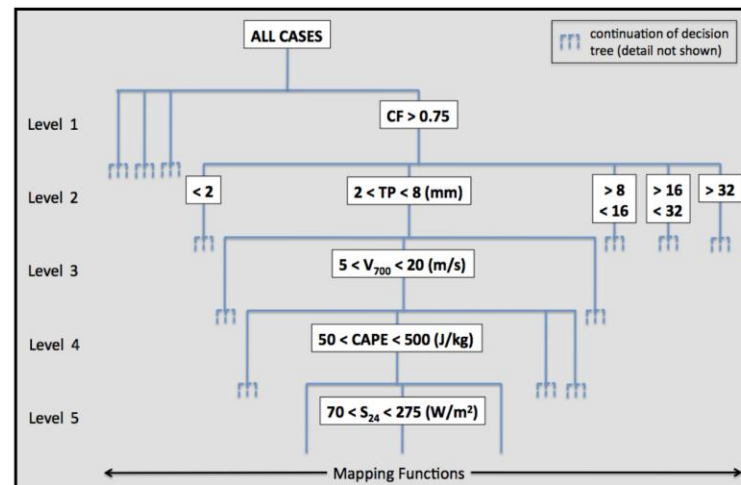 ALL CASES
continuation of decision
tree (detail not shown)
Level 1
CF > 0.75
Level 2
< 2
2 < TP < 8 (mm)
> 8
< 16
> 16
< 32
> 32
Level 3
5 < V₇₀₀ < 20 (m/s)
Level 4
50 < CAPE < 500 (J/kg)
Level 5
70 < S₂₄ < 275 (W/m²)
Mapping Functions